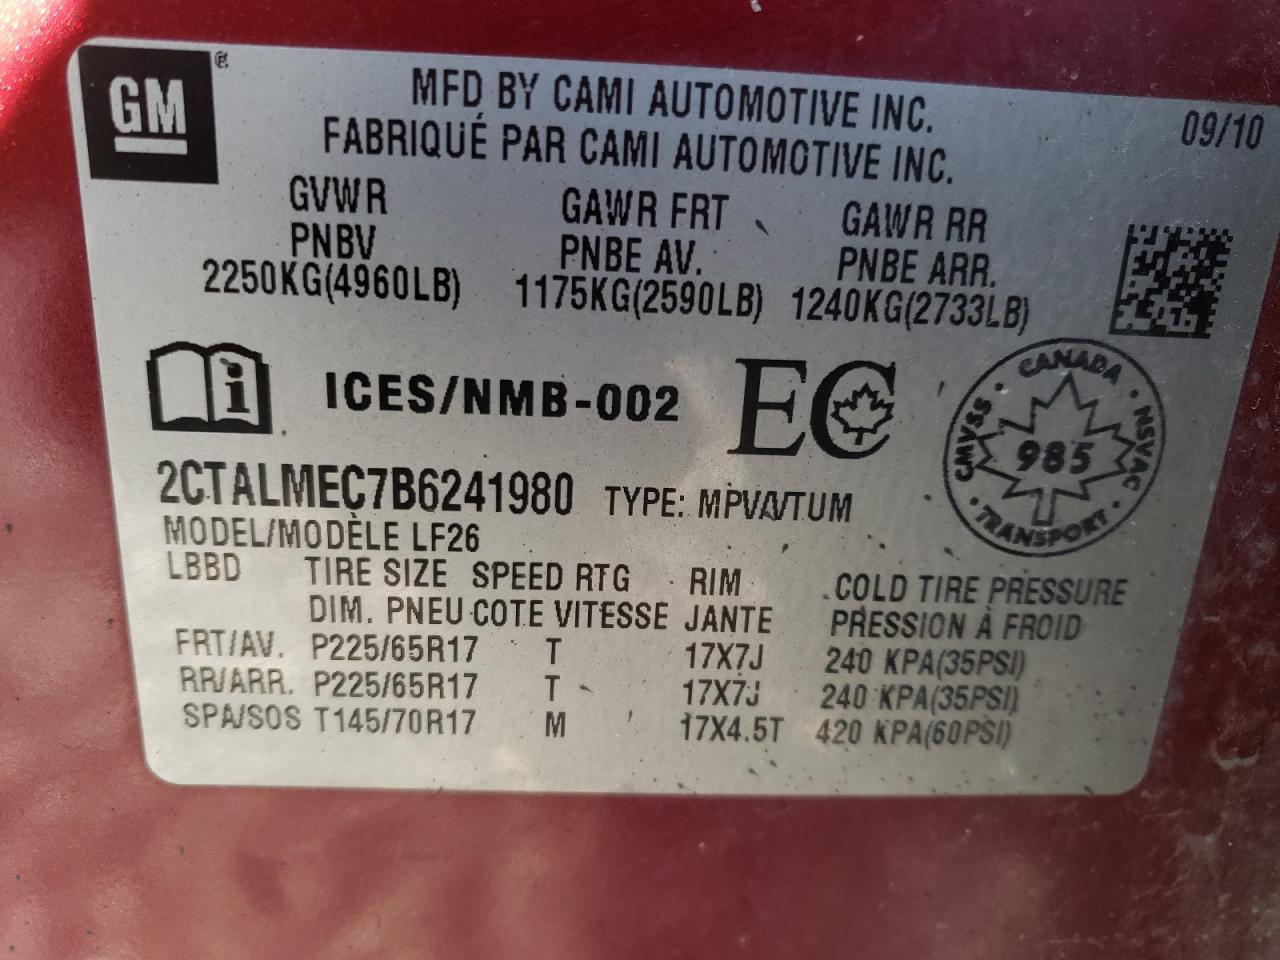 GM
MFD BY CAMI AUTOMOTIVE INC.
FABRIQUÉ PAR CAMI AUTOMOTIVE INC.
09/10
GVWR GAWR FRT GAWR RR
PNBV PNBE AV. PNBE ARR.
2250KG(4960LB) 1175KG(2590LB) 1240KG(2733LB)
i ICES/NMB-002 EC
CANADA
CMVSS 985 NSVAC
TRANSPORT
2CTALMEC7B6241980 TYPE: MPV/VTUM
MODEL/MODÈLE LF26
LBBD TIRE SIZE SPEED RTG RIM COLD TIRE PRESSURE
DIM. PNEU COTE VITESSE JANTE PRESSION À FROID
FRT/AV. P225/65R17 T 17X7J 240 KPA(35PSI)
RR/ARR. P225/65R17 T 17X7J 240 KPA(35PSI)
SPA/SOS T145/70R17 M 17X4.5T 420 KPA(60PSI)